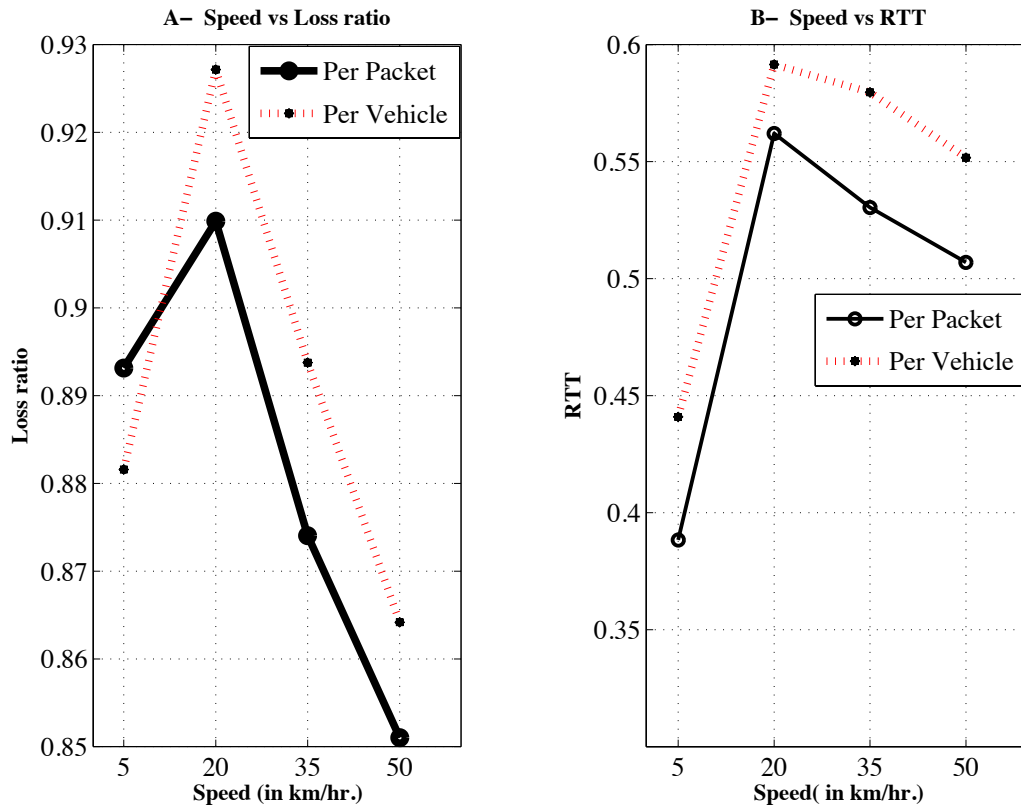 A– Speed vs Loss ratio
0.93
0.92
0.91
0.9
0.89
0.88
0.87
0.86
0.85
Loss ratio
Per Packet
Per Vehicle
5 20 35 50
Speed (in km/hr.)
B– Speed vs RTT
0.6
0.55
0.5
0.45
0.4
0.35
RTT
Per Packet
Per Vehicle
5 20 35 50
Speed( in km/hr.)